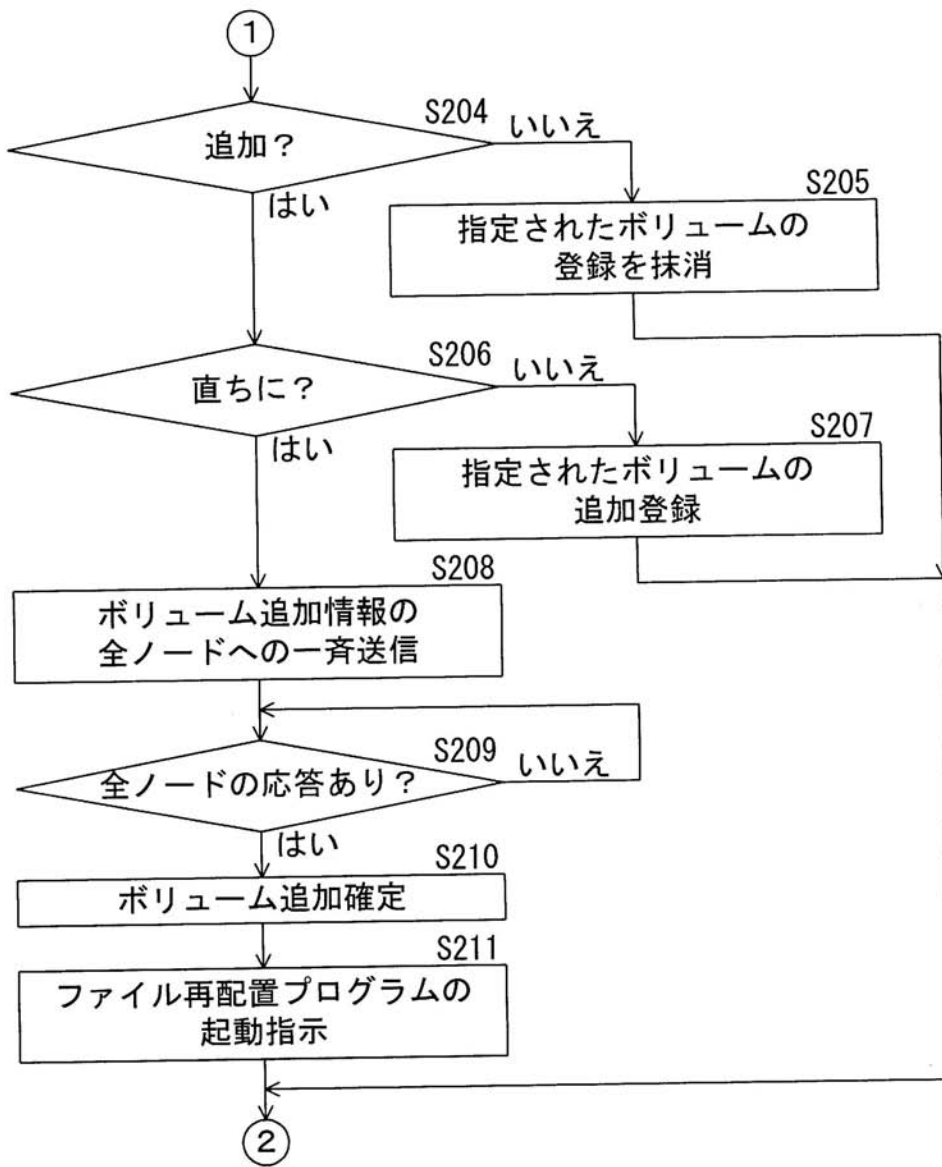 ①
S204
追加？
いいえ
はい
S205
指定されたボリュームの
登録を抹消
S206
直ちに？
いいえ
はい
S207
指定されたボリュームの
追加登録
S208
ボリューム追加情報の
全ノードへの一斉送信
S209
全ノードの応答あり？
いいえ
はい
S210
ボリューム追加確定
S211
ファイル再配置プログラムの
起動指示
②